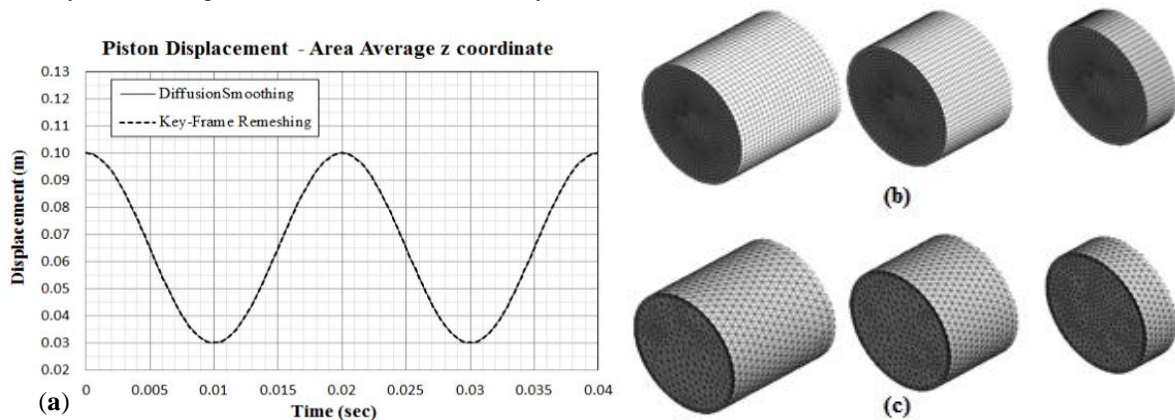 Piston Displacement - Area Average z coordinate
0.13
0.12
0.11
0.10
0.09
0.08
0.07
0.06
0.05
0.04
0.03
0.02
Displacement (m)
DiffusionSmoothing
Key-Frame Remeshing
0 0.005 0.01 0.015 0.02 0.025 0.03 0.035 0.04
Time (sec)
(a)
(b)
(c)